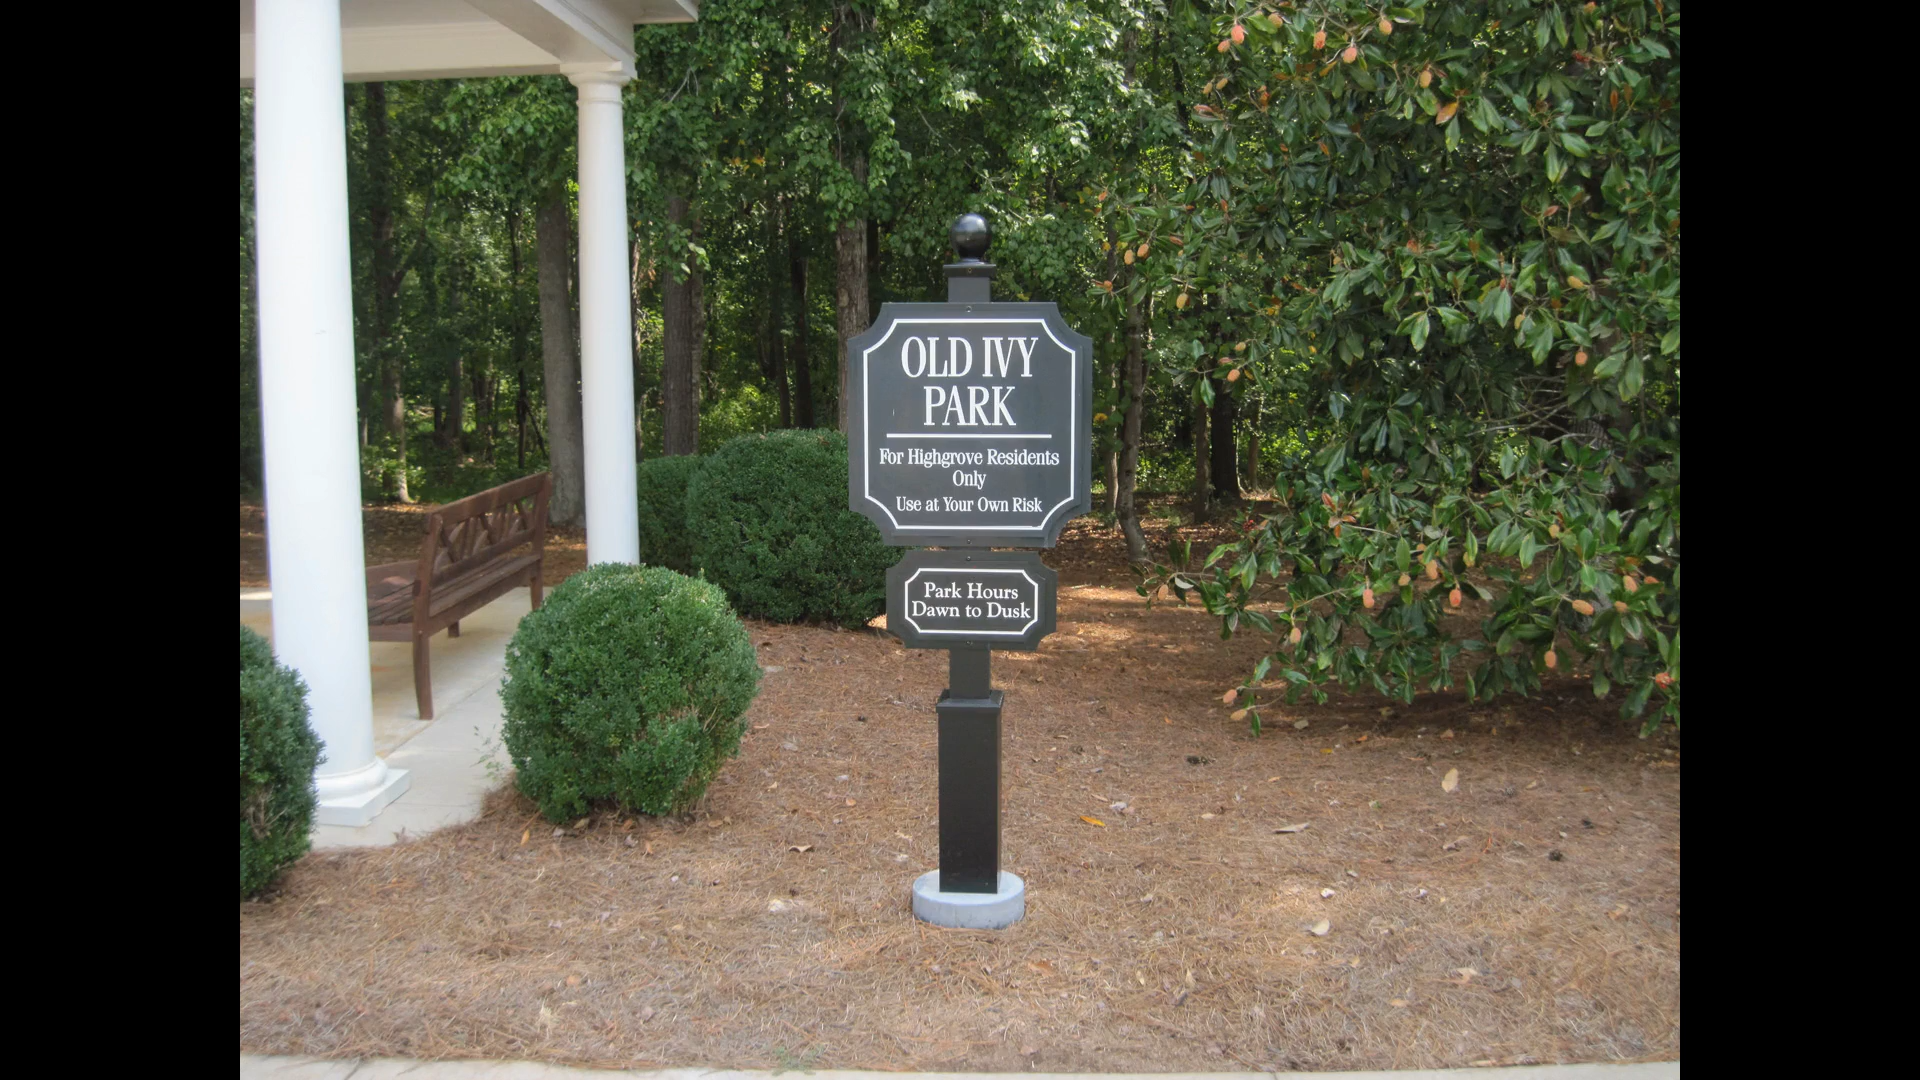 OLD IVY
PARK
For Highgrove Residents
Only
Use at Your Own Risk
Park Hours
Dawn to Dusk